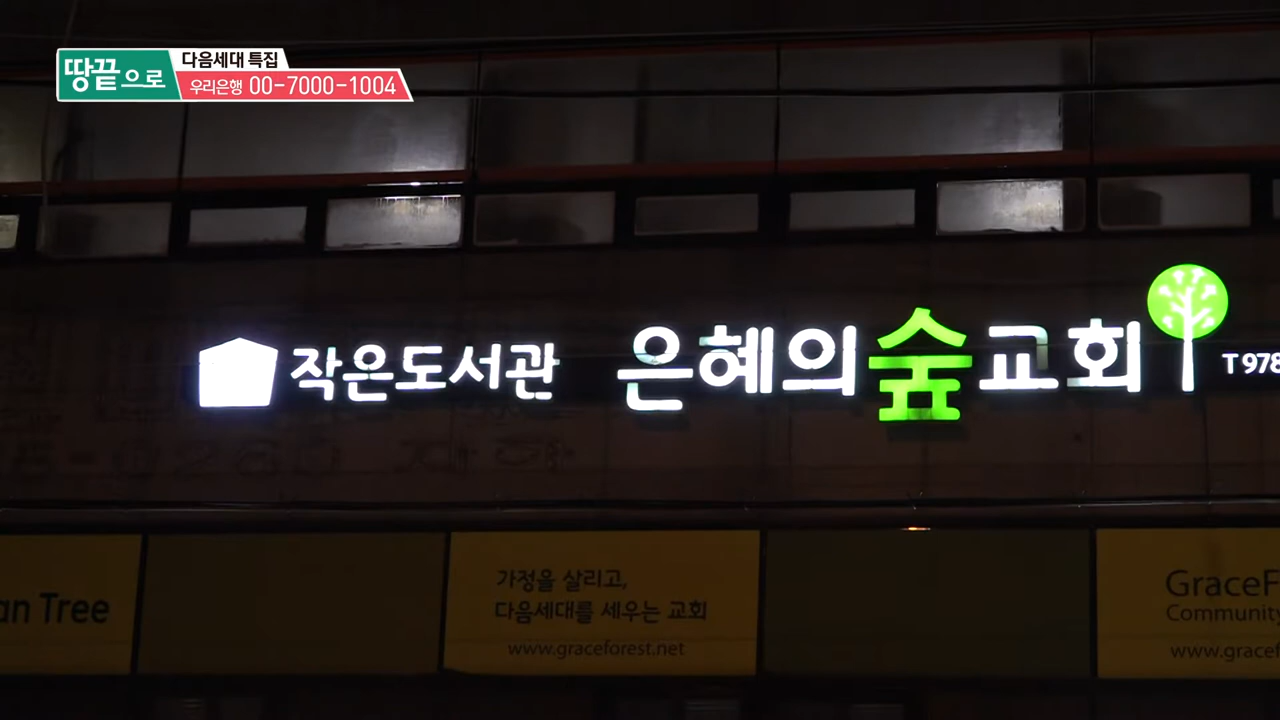 땅끝으로
다음세대 특집
우리은행 00-7000-1004
작은도서관 은혜의숲교회
T 978
an Tree
가정을 살리고,
다음세대를 세우는 교회
www.graceforest.net
GraceF
Community
www.gracef